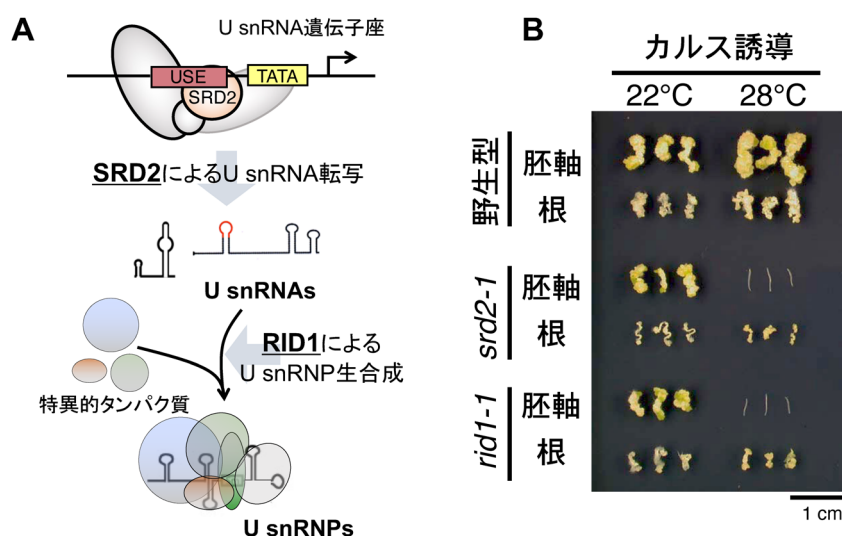 A
U snRNA遺伝子座
USE
TATA
SRD2
SRD2によるU snRNA転写
U snRNAs
RID1による
U snRNP生合成
特異的タンパク質
U snRNPs
B
カルス誘導
22°C
28°C
野生型
胚軸
根
srd2-1
胚軸
根
rid1-1
胚軸
根
1 cm